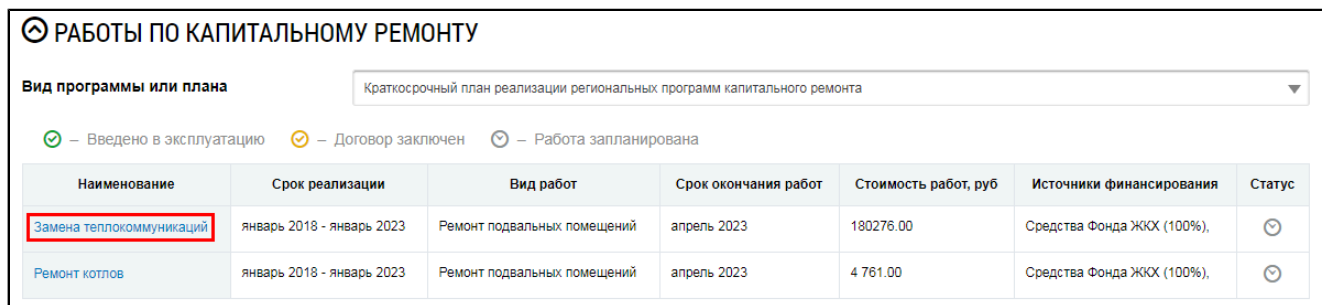 РАБОТЫ ПО КАПИТАЛЬНОМУ РЕМОНТУ
Вид программы или плана Краткосрочный план реализации региональных программ капитального ремонта
– Введено в эксплуатацию – Договор заключен – Работа запланирована
Наименование Срок реализации Вид работ Срок окончания работ Стоимость работ, руб Источники финансирования Статус
Замена теплокоммуникаций январь 2018 - январь 2023 Ремонт подвальных помещений апрель 2023 180276.00 Средства Фонда ЖКХ (100%),
Ремонт котлов январь 2018 - январь 2023 Ремонт подвальных помещений апрель 2023 4 761.00 Средства Фонда ЖКХ (100%),